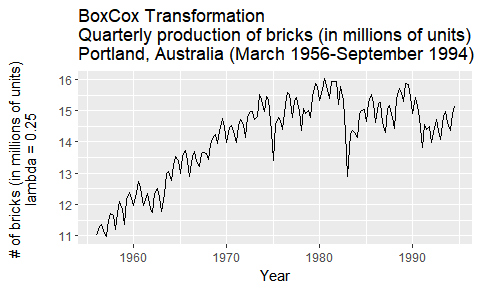 BoxCox Transformation
Quarterly production of bricks (in millions of units)
Portland, Australia (March 1956-September 1994)
# of bricks (in millions of units)
lambda = 0.25
16
15
14
13
12
11
1960
1970
1980
1990
Year